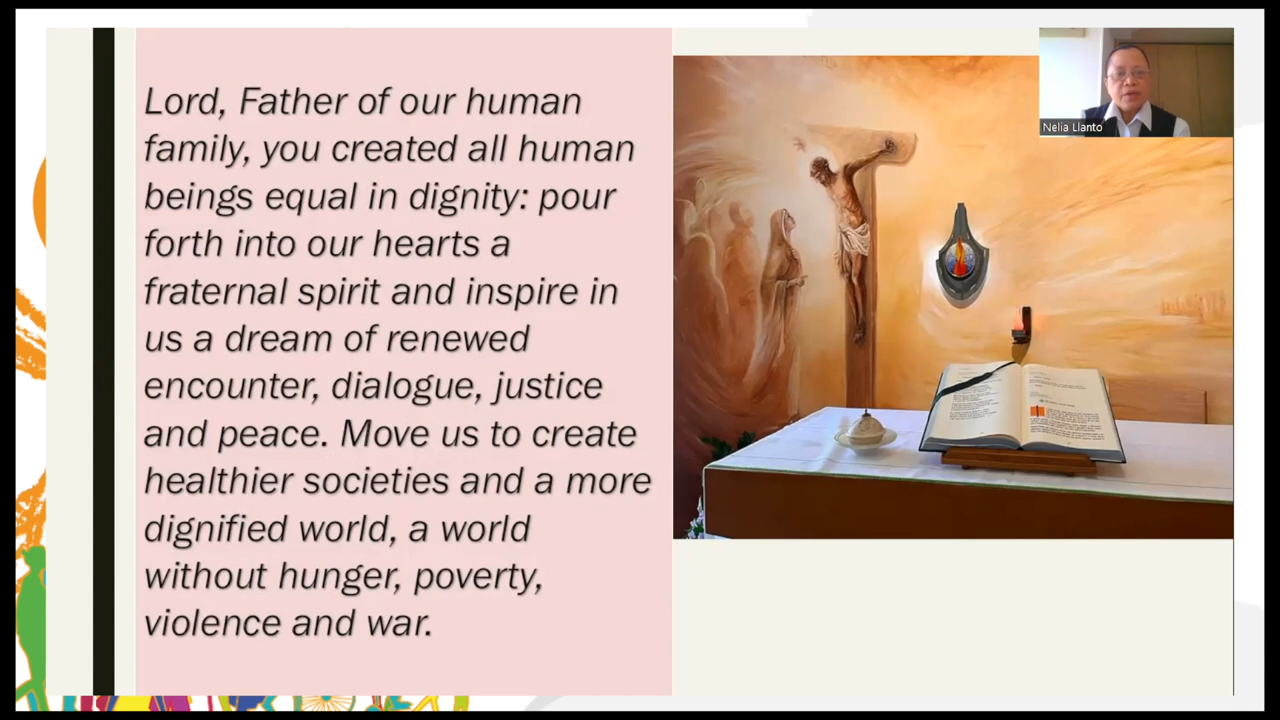 Lord, Father of our human
family, you created all human
beings equal in dignity: pour
forth into our hearts a
fraternal spirit and inspire in
us a dream of renewed
encounter, dialogue, justice
and peace. Move us to create
healthier societies and a more
dignified world, a world
without hunger, poverty,
violence and war.
Nelia Llanto